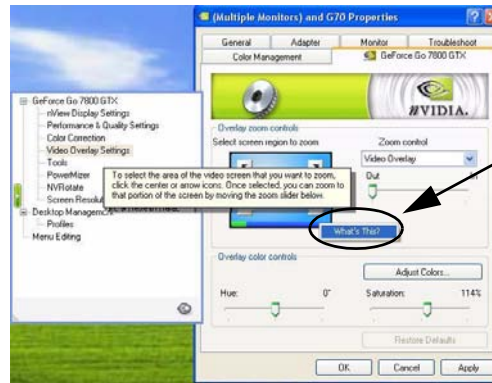 (Multiple Monitors) and G70 Properties
General Adapter Monitor Troubleshoot
Color Management GeForce Go 7800 GTX
NVIDIA.
GeForce Go 7800 GTX
nView Display Settings
Performance & Quality Settings
Color Correction
Video Overlay Settings
Tools
PowerMizer
NVRotate
Screen
Desktop
Profiles
Menu Editing
Overlay zoom controls
Select screen region to zoom
Zoom control
Video Overlay
Out In
To select the area of the video screen that you want to zoom,
click the center or arrow icons. Once selected, you can zoom to
that portion of the screen by moving the zoom slider below.
What's This?
Overlay color controls
Adjust Colors...
Hue: 0° Saturation: 114%
Restore Defaults
OK Cancel Apply